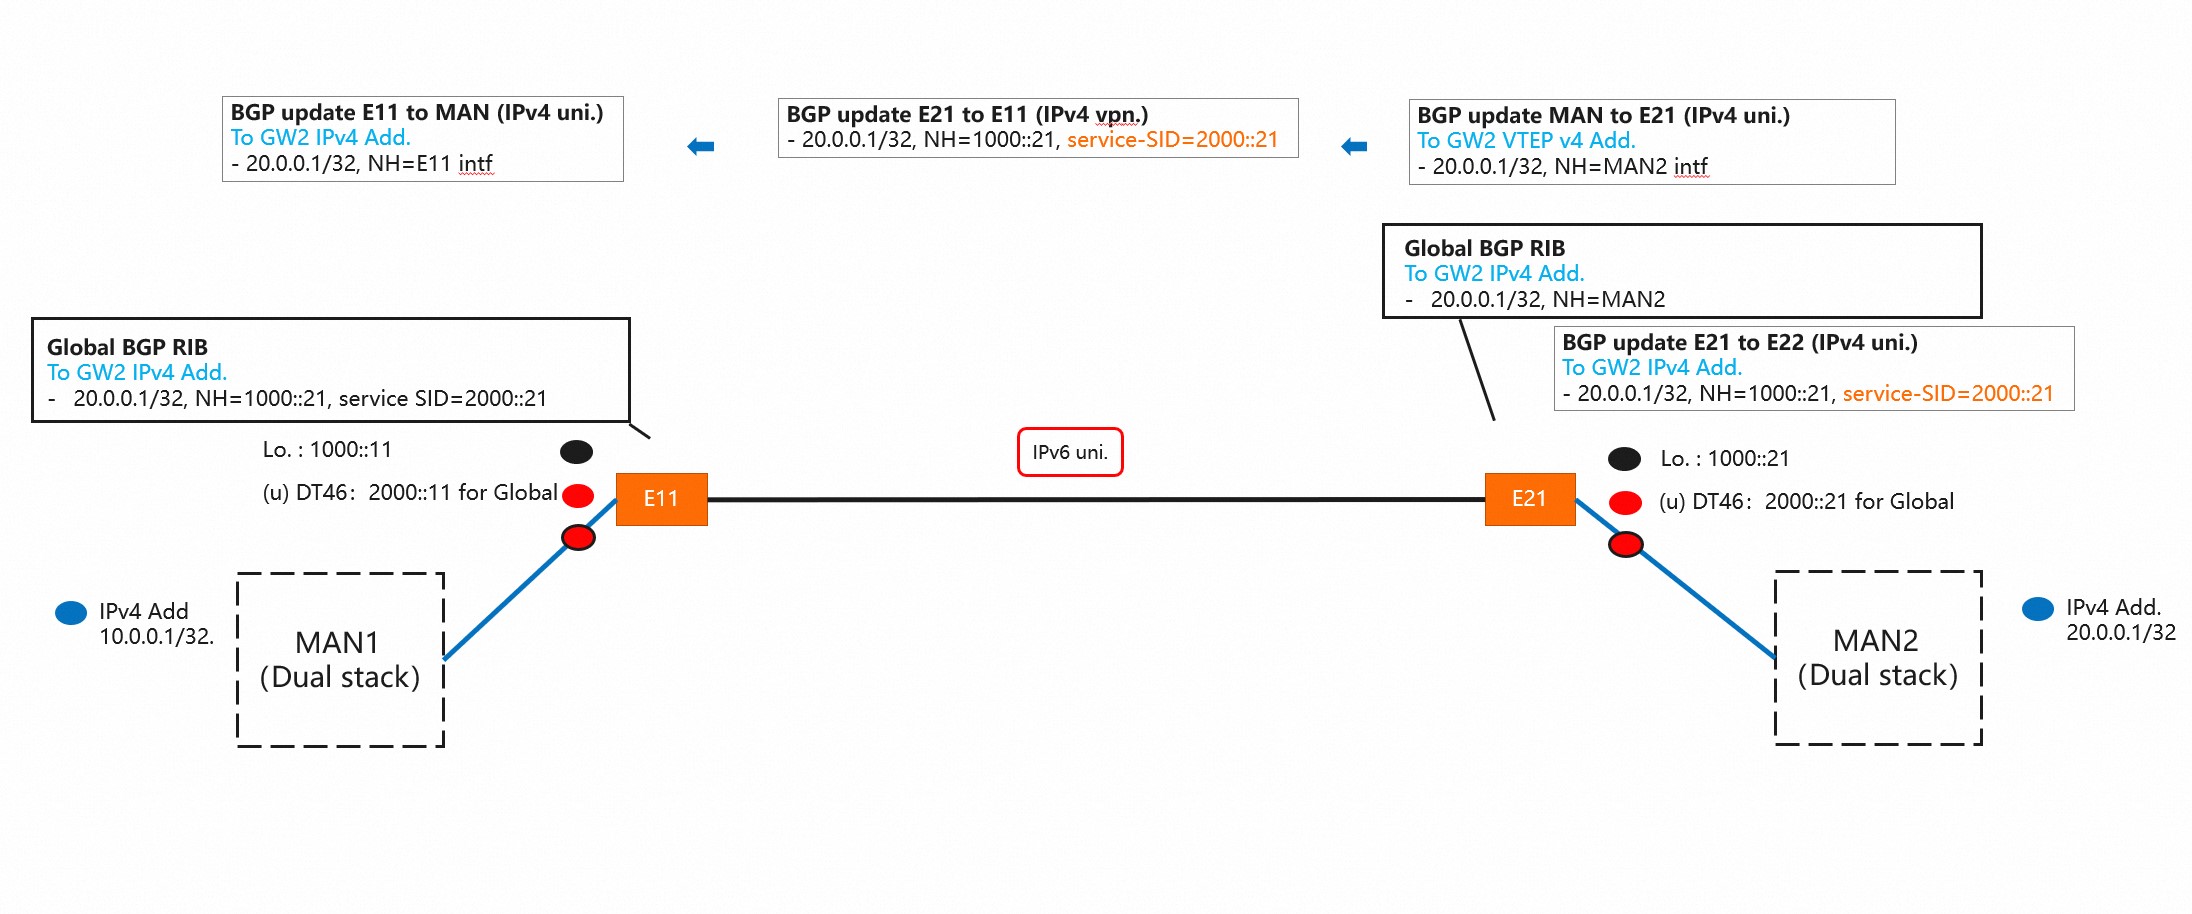 BGP update E11 to MAN (IPv4 uni.)
To GW2 IPv4 Add.
- 20.0.0.1/32, NH=E11 intf
BGP update E21 to E11 (IPv4 vpn.)
- 20.0.0.1/32, NH=1000::21, service-SID=2000::21
BGP update MAN to E21 (IPv4 uni.)
To GW2 VTEP v4 Add.
- 20.0.0.1/32, NH=MAN2 intf
Global BGP RIB
To GW2 IPv4 Add.
- 20.0.0.1/32, NH=MAN2
Global BGP RIB
To GW2 IPv4 Add.
- 20.0.0.1/32, NH=1000::21, service SID=2000::21
BGP update E21 to E22 (IPv4 uni.)
To GW2 IPv4 Add.
- 20.0.0.1/32, NH=1000::21, service-SID=2000::21
Lo. : 1000::11
(u) DT46：2000::11 for Global
E11
IPv6 uni.
E21
Lo. : 1000::21
(u) DT46：2000::21 for Global
IPv4 Add
10.0.0.1/32.
MAN1
(Dual stack)
MAN2
(Dual stack)
IPv4 Add.
20.0.0.1/32